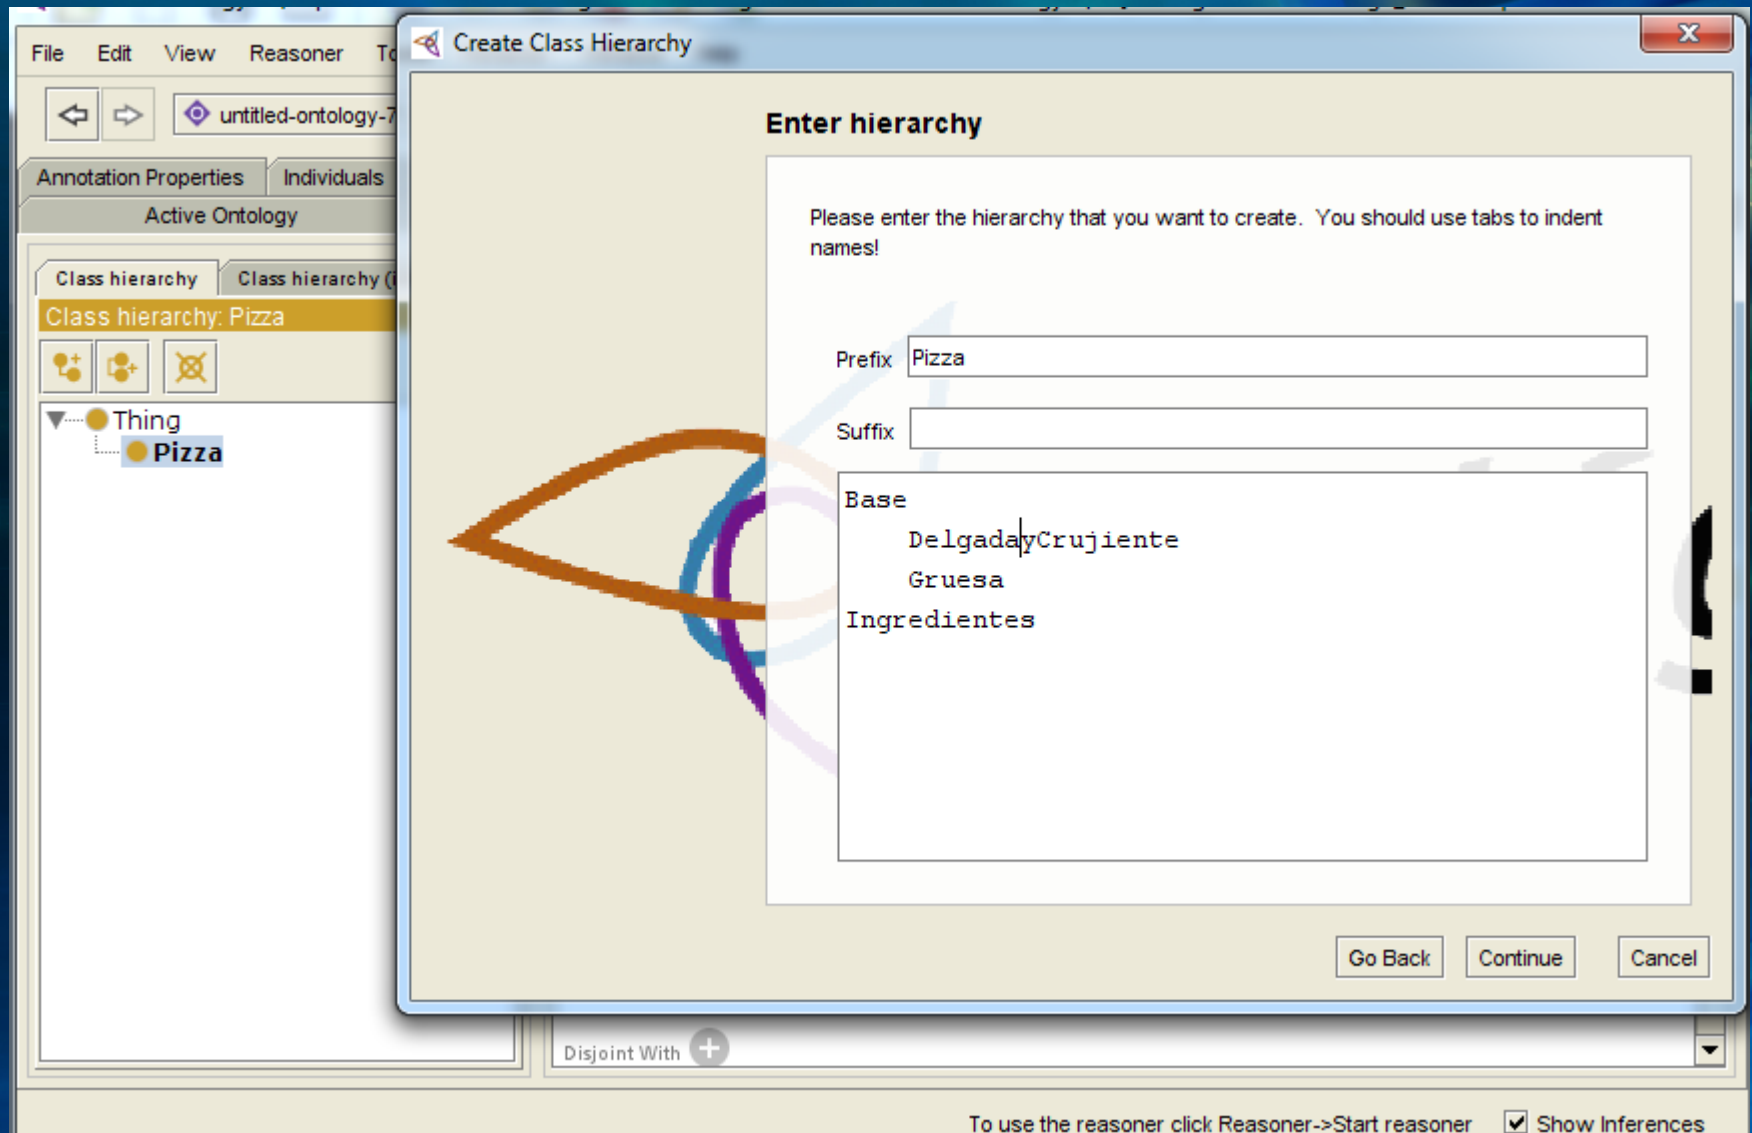 Create Class Hierarchy
File Edit View Reasoner
untitled-ontology-7
Annotation Properties Individuals
Active Ontology
Class hierarchy Class hierarchy (
Class hierarchy: Pizza
Thing
Pizza
Enter hierarchy
Please enter the hierarchy that you want to create. You should use tabs to indent
names!
Prefix Pizza
Suffix
Base
DelgadayCrujiente
Gruesa
Ingredientes
Go Back Continue Cancel
Disjoint With
To use the reasoner click Reasoner->Start reasoner Show Inferences